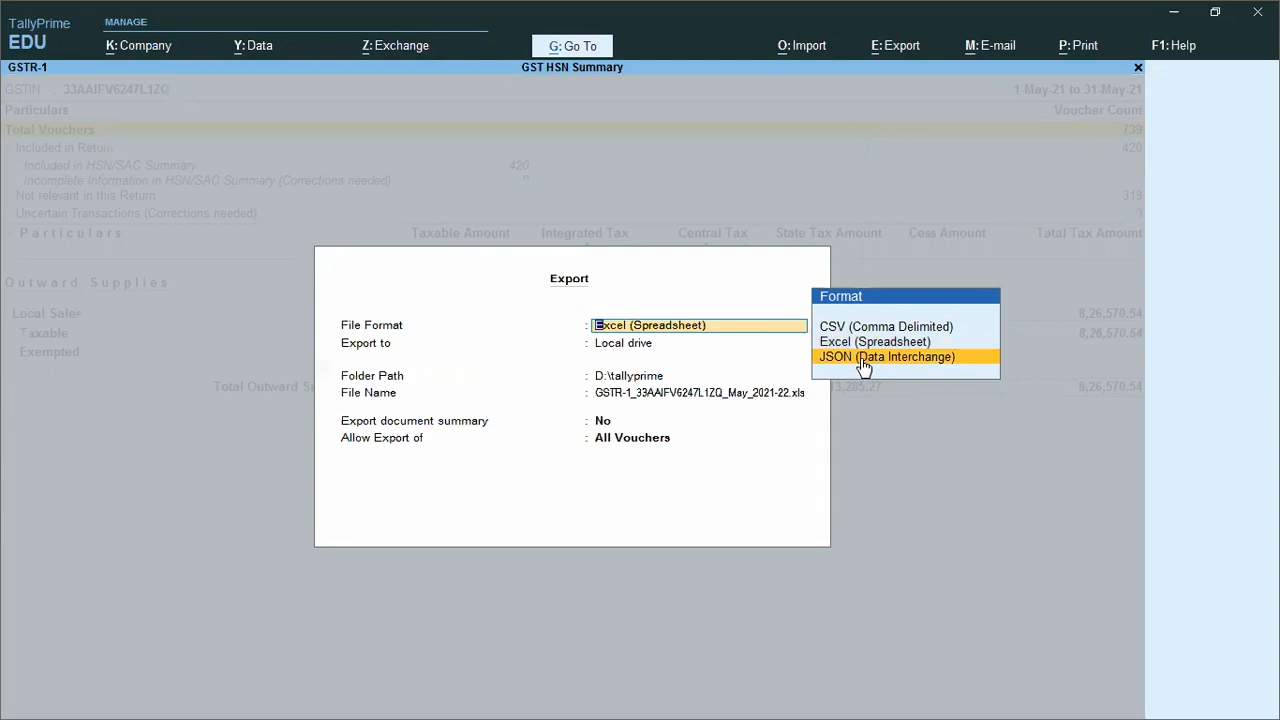 TallyPrime MANAGE
EDU
K: Company Y: Data Z: Exchange G: Go To O: Import E: Export M: E-mail P: Print F1: Help
GSTR-1 GST HSN Summary ×
GSTIN : 33AAIFV6247L1ZQ 1-May-21 to 31-May-21
Particulars Voucher Count
Total Vouchers 739
Included in Return 420
Included in HSN/SAC Summary 420
Incomplete Information in HSN/SAC Summary (Corrections needed)
Not relevant in this Return 319
Uncertain Transactions (Corrections needed)
Particulars Taxable Amount Integrated Tax Central Tax State Tax Amount Cess Amount Total Tax Amount
Outward Supplies
Local Sales 8,26,570.54
Taxable 8,26,570.54
Exempted
Total Outward 13,285.27 8,26,570.54
Export
File Format : Excel (Spreadsheet)
Export to : Local drive
Folder Path : D:\tallyprime
File Name : GSTR-1_33AAIFV6247L1ZQ_May_2021-22.xls
Export document summary : No
Allow Export of : All Vouchers
Format
CSV (Comma Delimited)
Excel (Spreadsheet)
JSON (Data Interchange)